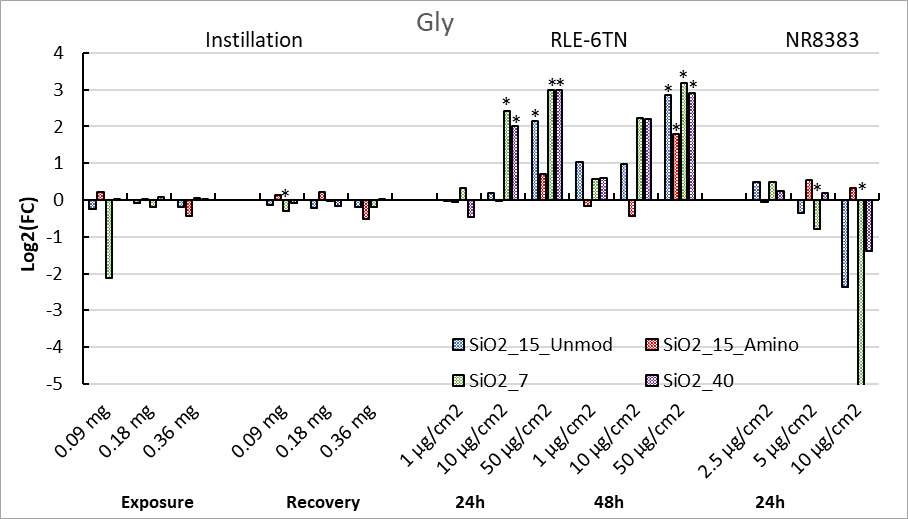 Gly
Instillation RLE-6TN NR8383
4
3
2
1
0
-1
-2
-3
-4
-5
Log2(FC)
* * * ** * * * * * * *
SiO2_15_Unmod SiO2_15_Amino
SiO2_7 SiO2_40
0.09 mg 0.18 mg 0.36 mg 0.09 mg 0.18 mg 0.36 mg 1 µg/cm2 10 µg/cm2 50 µg/cm2 1 µg/cm2 10 µg/cm2 50 µg/cm2 2.5 µg/cm2 5 µg/cm2 10 µg/cm2
Exposure Recovery 24h 48h 24h